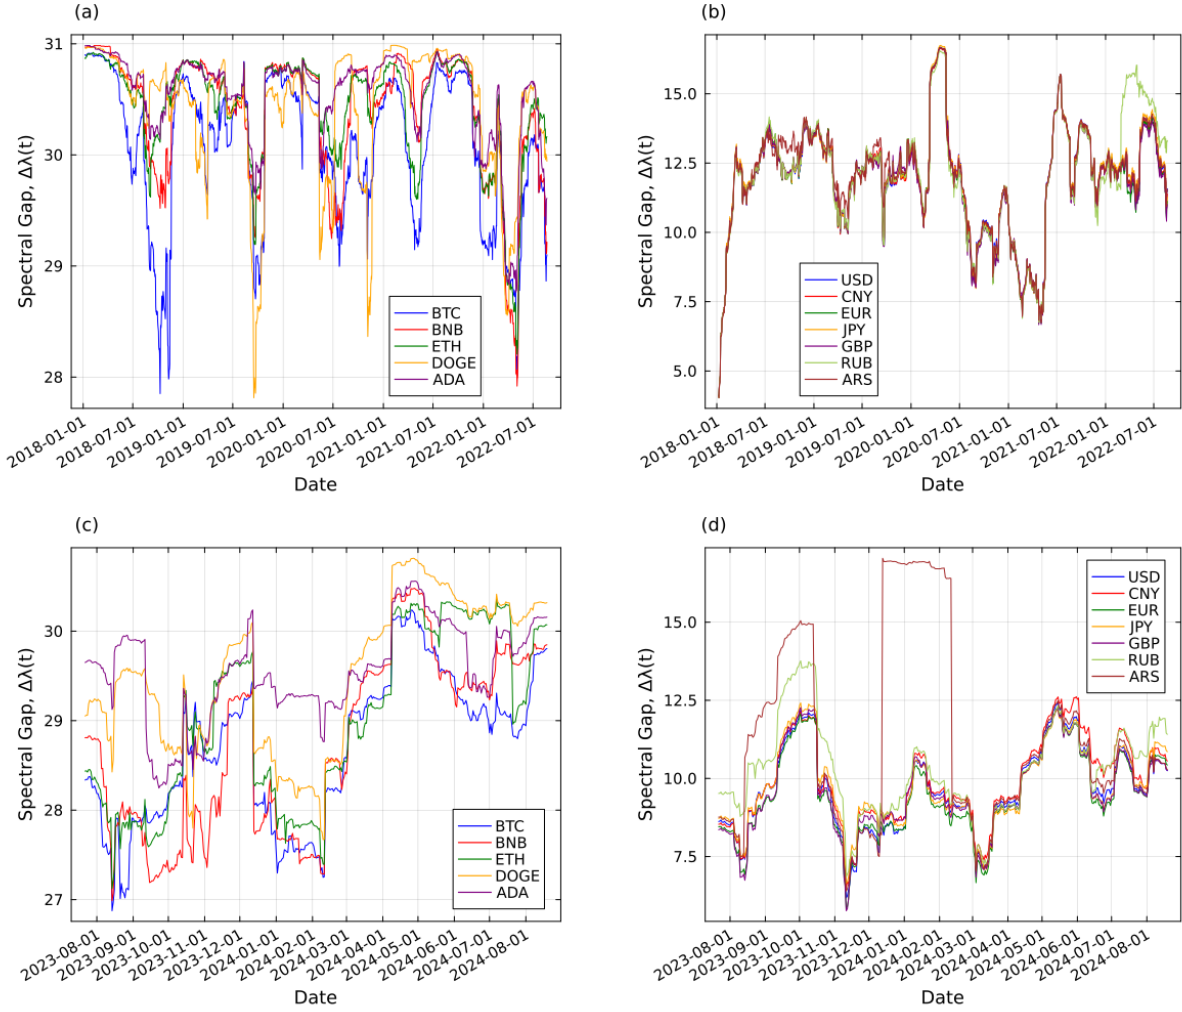 (a)
Spectral Gap, Δλ(t)
31
30
29
28
BTC
BNB
ETH
DOGE
ADA
2018-01-01
2018-07-01
2019-01-01
2019-07-01
2020-01-01
2020-07-01
2021-01-01
2021-07-01
2022-01-01
2022-07-01
Date
(b)
Spectral Gap, Δλ(t)
15.0
12.5
10.0
7.5
5.0
USD
CNY
EUR
JPY
GBP
RUB
ARS
2018-01-01
2018-07-01
2019-01-01
2019-07-01
2020-01-01
2020-07-01
2021-01-01
2021-07-01
2022-01-01
2022-07-01
Date
(c)
Spectral Gap, Δλ(t)
30
29
28
27
BTC
BNB
ETH
DOGE
ADA
2023-08-01
2023-09-01
2023-10-01
2023-11-01
2023-12-01
2024-01-01
2024-02-01
2024-03-01
2024-04-01
2024-05-01
2024-06-01
2024-07-01
2024-08-01
Date
(d)
Spectral Gap, Δλ(t)
15.0
12.5
10.0
7.5
USD
CNY
EUR
JPY
GBP
RUB
ARS
2023-08-01
2023-09-01
2023-10-01
2023-11-01
2023-12-01
2024-01-01
2024-02-01
2024-03-01
2024-04-01
2024-05-01
2024-06-01
2024-07-01
2024-08-01
Date